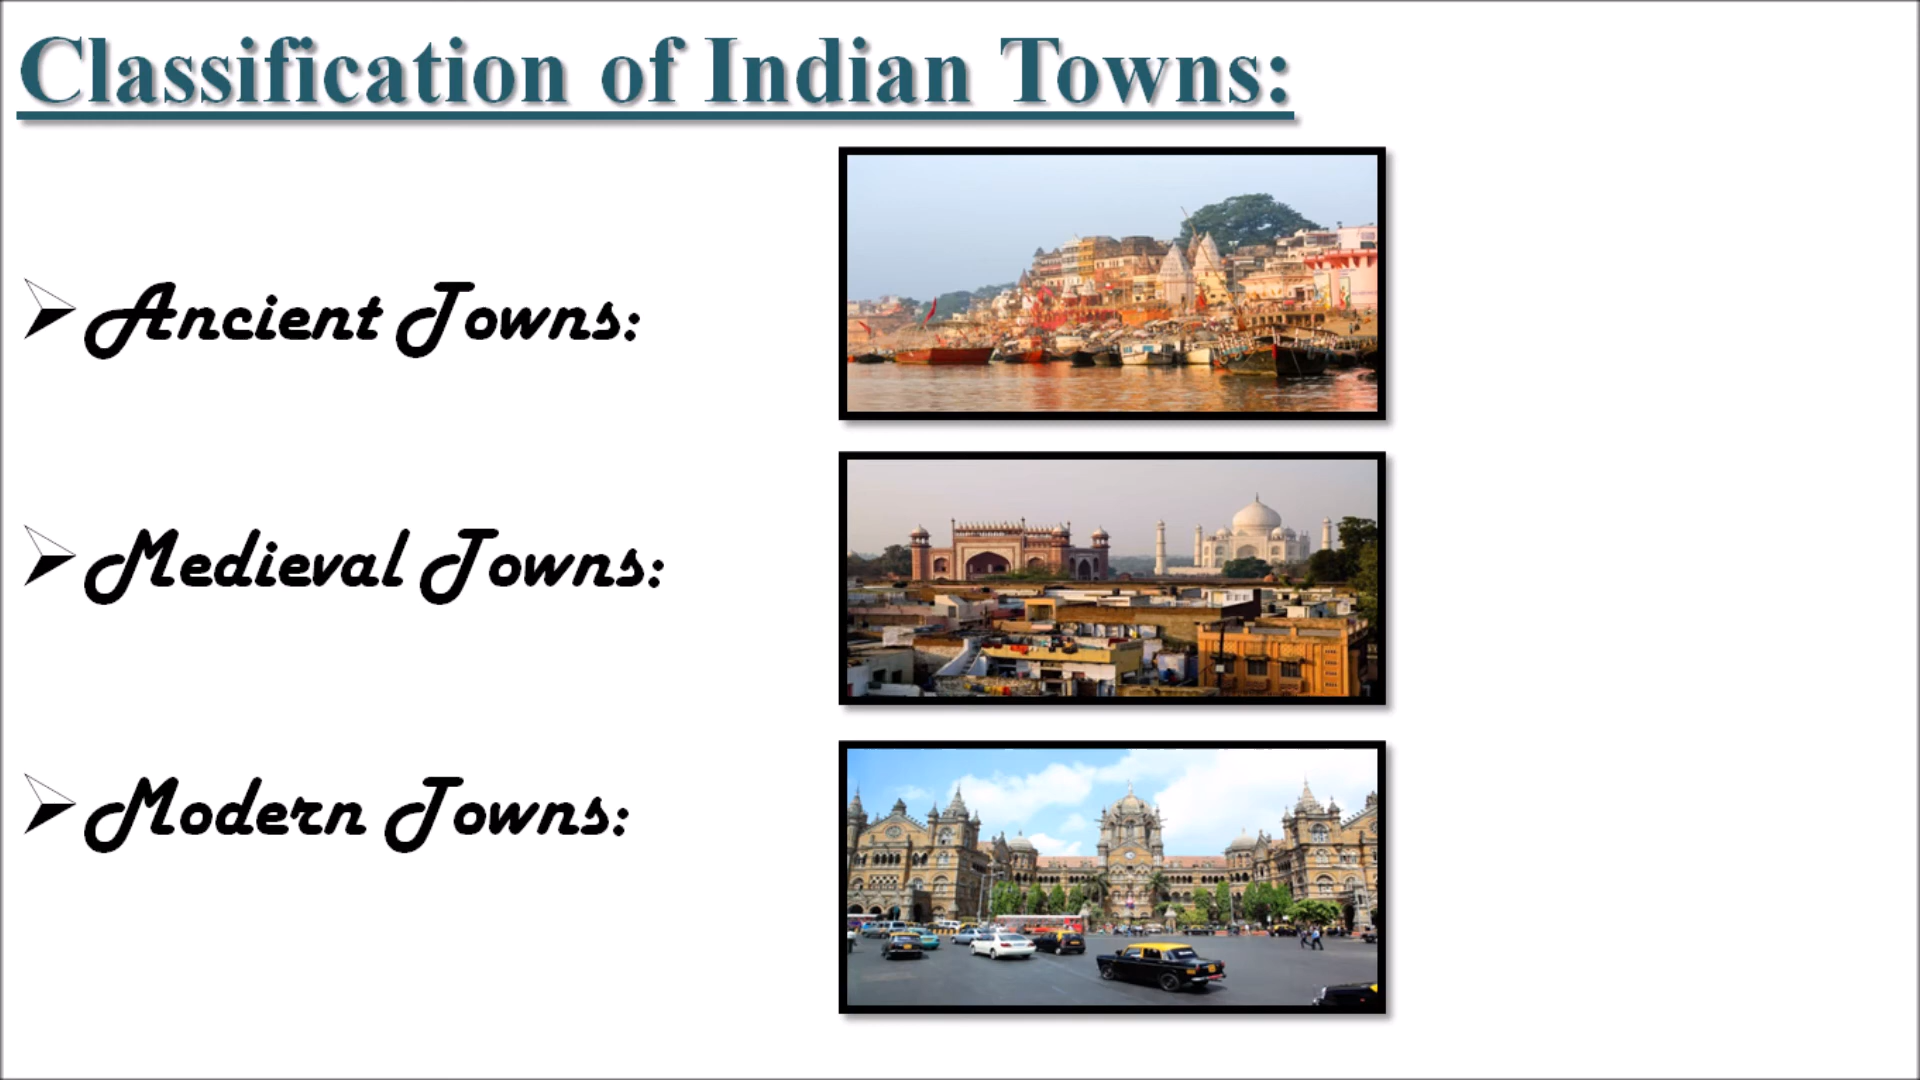 Classification of Indian Towns:
Ancient Towns:
Medieval Towns:
Modern Towns: